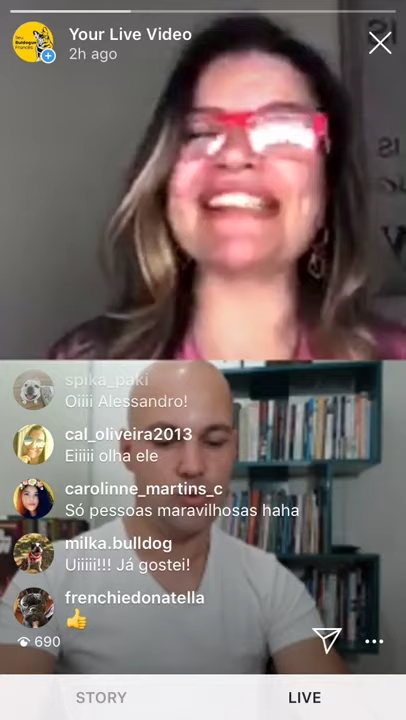 Your Live Video
2h ago
spika_paki
Oiiii Alessandro!
cal_oliveira2013
Eiiiii olha ele
carolinne_martins_c
Só pessoas maravilhosas haha
milka.bulldog
Uiiiii!!! Já gostei!
frenchiedonatella
👍
690
STORY
LIVE